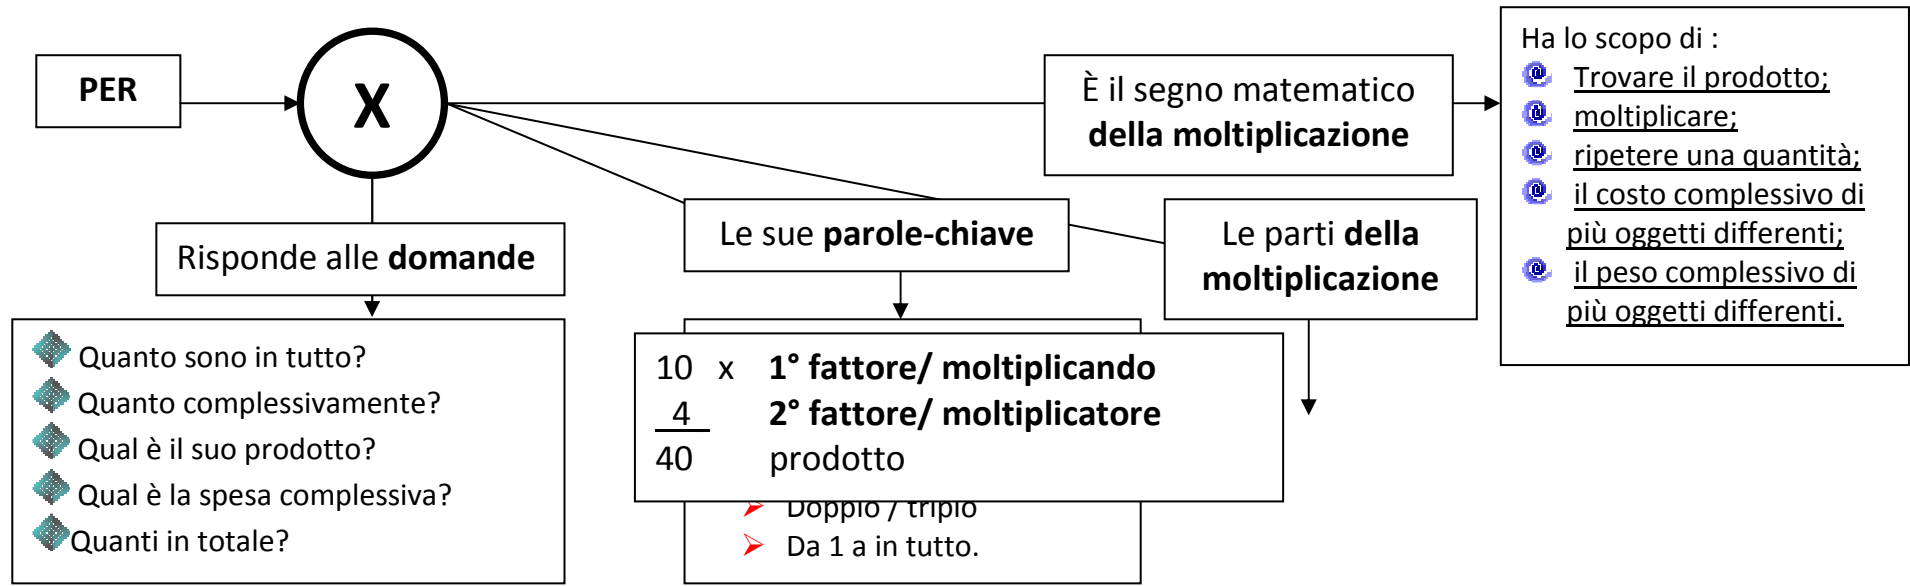 PER
X
È il segno matematico
della moltiplicazione
Ha lo scopo di :
Trovare il prodotto;
moltiplicare;
ripetere una quantità;
il costo complessivo di
più oggetti differenti;
il peso complessivo di
più oggetti differenti.
Risponde alle domande
Le sue parole-chiave
Le parti della
moltiplicazione
Quanto sono in tutto?
Quanto complessivamente?
Qual è il suo prodotto?
Qual è la spesa complessiva?
Quanti in totale?
10 x 1° fattore/ moltiplicando
4 2° fattore/ moltiplicatore
40 prodotto
Doppio / triplo
Da 1 a in tutto.